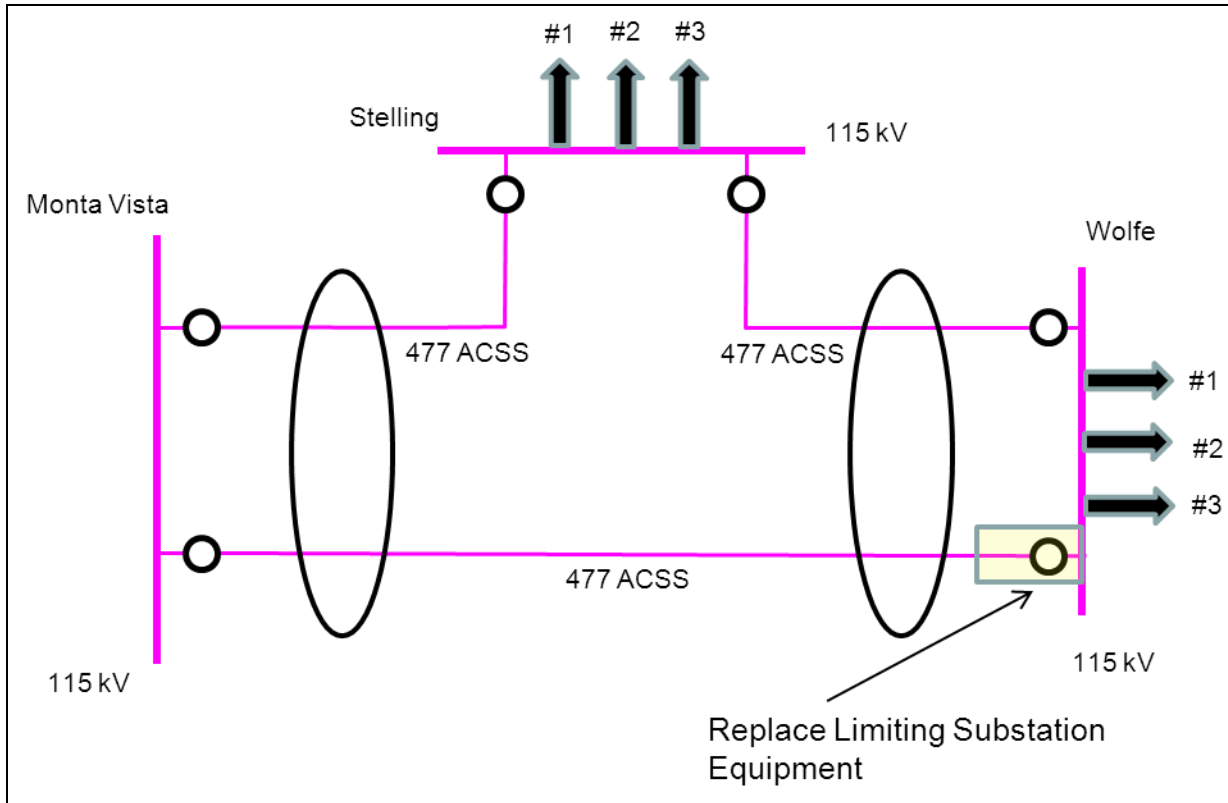 #1 #2 #3
Stelling
115 kV
Monta Vista
Wolfe
477 ACSS
477 ACSS
#1
#2
#3
477 ACSS
115 kV
115 kV
Replace Limiting Substation
Equipment